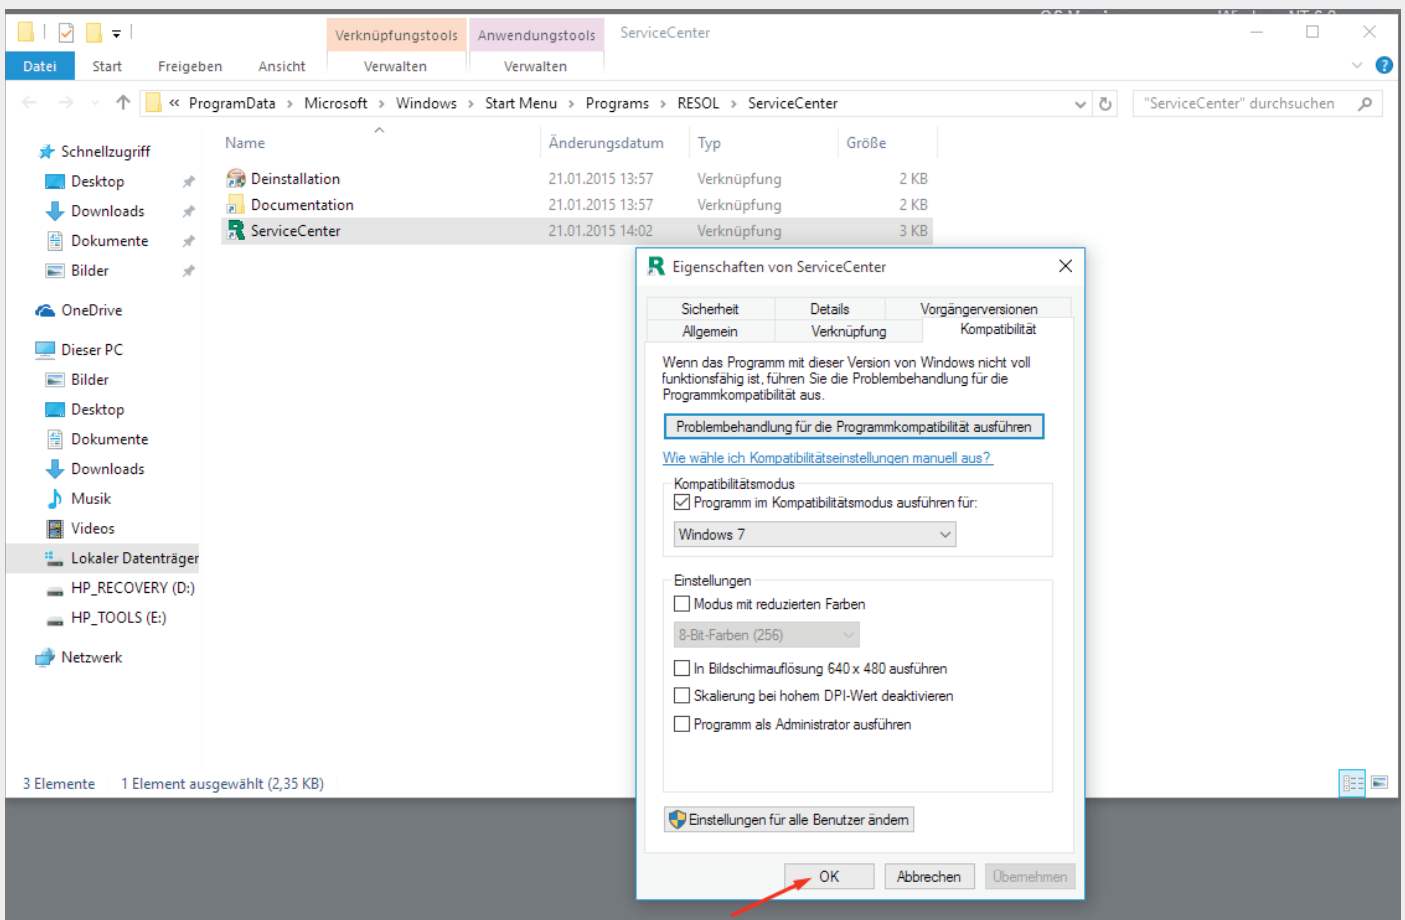 Verknüpfungstools Anwendungstools ServiceCenter
Datei Start Freigeben Ansicht Verwalten Verwalten
« ProgramData › Microsoft › Windows › Start Menu › Programs › RESOL › ServiceCenter
"ServiceCenter" durchsuchen
Name Änderungsdatum Typ Größe
Deinstallation 21.01.2015 13:57 Verknüpfung 2 KB
Documentation 21.01.2015 13:57 Verknüpfung 2 KB
ServiceCenter 21.01.2015 14:02 Verknüpfung 3 KB
Schnellzugriff
Desktop
Downloads
Dokumente
Bilder
OneDrive
Dieser PC
Bilder
Desktop
Dokumente
Downloads
Musik
Videos
Lokaler Datenträger
HP_RECOVERY (D:)
HP_TOOLS (E:)
Netzwerk
3 Elemente 1 Element ausgewählt (2,35 KB)
Eigenschaften von ServiceCenter
Sicherheit Details Vorgängerversionen
Allgemein Verknüpfung Kompatibilität
Wenn das Programm mit dieser Version von Windows nicht voll
funktionsfähig ist, führen Sie die Problembehandlung für die
Programmkompatibilität aus.
Problembehandlung für die Programmkompatibilität ausführen
Wie wähle ich Kompatibilitätseinstellungen manuell aus?
Kompatibilitätsmodus
Programm im Kompatibilitätsmodus ausführen für:
Windows 7
Einstellungen
Modus mit reduzierten Farben
8-Bit-Farben (256)
In Bildschirmauflösung 640 x 480 ausführen
Skalierung bei hohem DPI-Wert deaktivieren
Programm als Administrator ausführen
Einstellungen für alle Benutzer ändern
OK Abbrechen Übernehmen